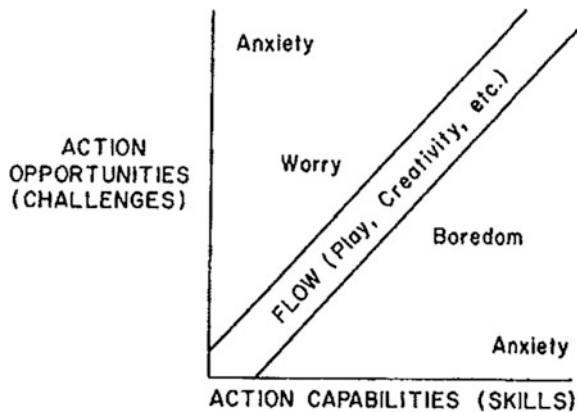 Anxiety
ACTION
OPPORTUNITIES
(CHALLENGES)
Worry
FLOW (Play, Creativity, etc.)
Boredom
Anxiety
ACTION CAPABILITIES (SKILLS)